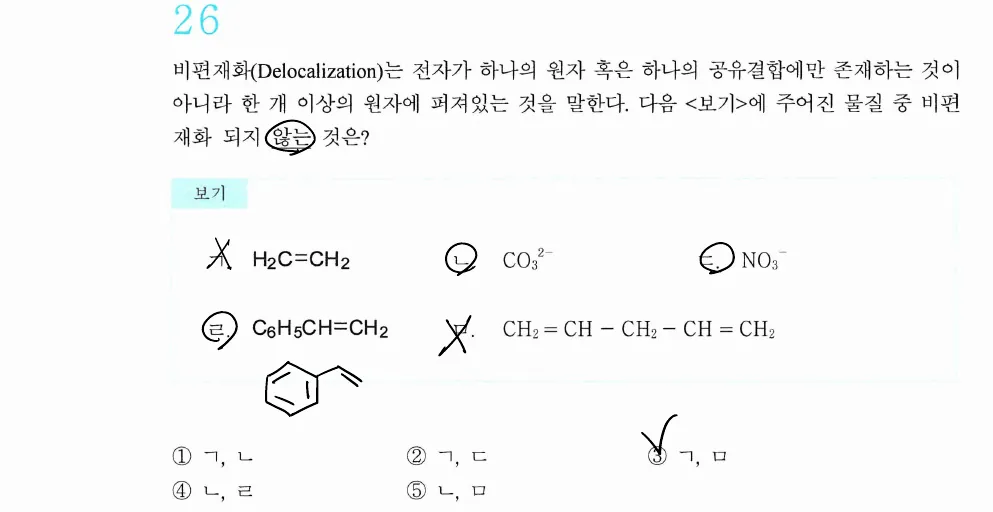 26
비편재화(Delocalization)는 전자가 하나의 원자 혹은 하나의 공유결합에만 존재하는 것이
아니라 한 개 이상의 원자에 퍼져있는 것을 말한다. 다음 <보기>에 주어진 물질 중 비편
재화 되지 않는 것은?
보기
ㄱ. H₂C=CH₂ ㄴ. CO₃²⁻ ㄷ. NO₃⁻
ㄹ. C₆H₅CH=CH₂ ㅁ. CH₂ = CH − CH₂ − CH = CH₂
① ㄱ, ㄴ ② ㄱ, ㄷ ③ ㄱ, ㅁ
④ ㄴ, ㄹ ⑤ ㄴ, ㅁ